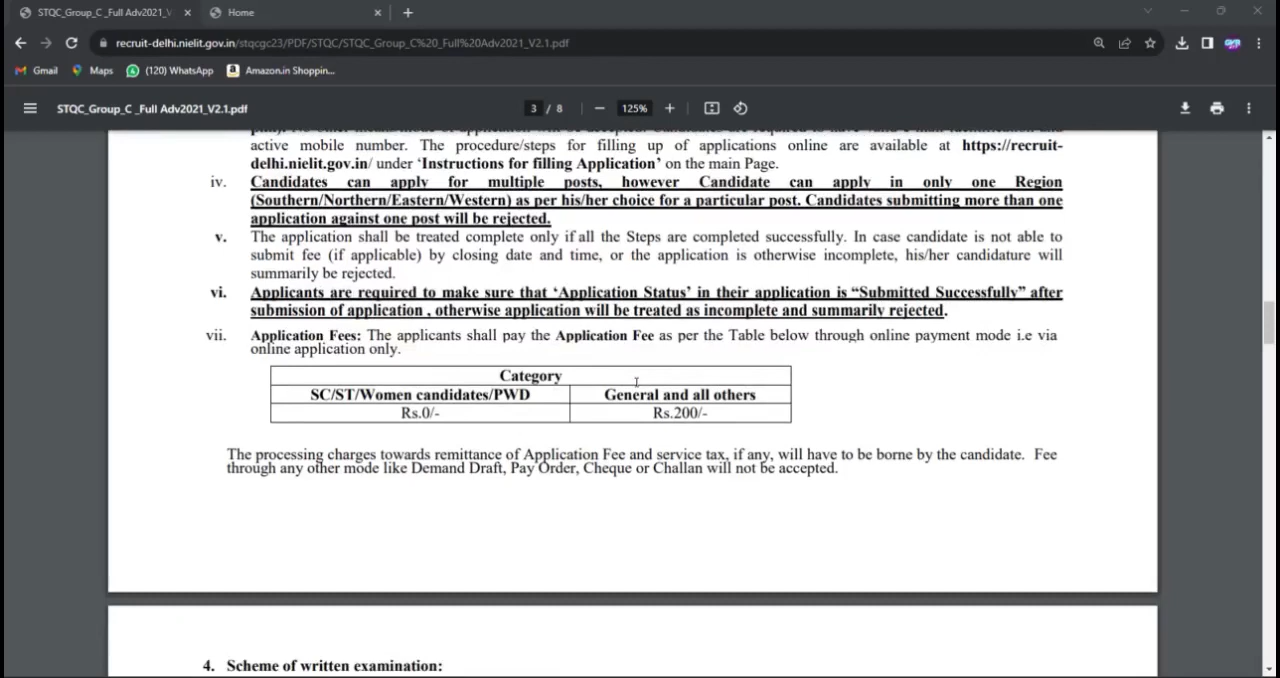 STQC_Group_C _Full Adv2021_V
Home
recruit-delhi.nielit.gov.in/stqcgc23/PDF/STQC/STQC_Group_C%20_Full%20Adv2021_V2.1.pdf
Gmail Maps (120) WhatsApp Amazon.in Shoppin...
STQC_Group_C _Full Adv2021_V2.1.pdf 3 / 8 125%
active mobile number. The procedure/steps for filling up of applications online are available at https://recruit-
delhi.nielit.gov.in/ under ‘Instructions for filling Application’ on the main Page.
iv. Candidates can apply for multiple posts, however Candidate can apply in only one Region
(Southern/Northern/Eastern/Western) as per his/her choice for a particular post. Candidates submitting more than one
application against one post will be rejected.
v. The application shall be treated complete only if all the Steps are completed successfully. In case candidate is not able to
submit fee (if applicable) by closing date and time, or the application is otherwise incomplete, his/her candidature will
summarily be rejected.
vi. Applicants are required to make sure that ‘Application Status’ in their application is “Submitted Successfully” after
submission of application , otherwise application will be treated as incomplete and summarily rejected.
vii. Application Fees: The applicants shall pay the Application Fee as per the Table below through online payment mode i.e via
online application only.
Category
SC/ST/Women candidates/PWD General and all others
Rs.0/- Rs.200/-
The processing charges towards remittance of Application Fee and service tax, if any, will have to be borne by the candidate. Fee
through any other mode like Demand Draft, Pay Order, Cheque or Challan will not be accepted.
4. Scheme of written examination: